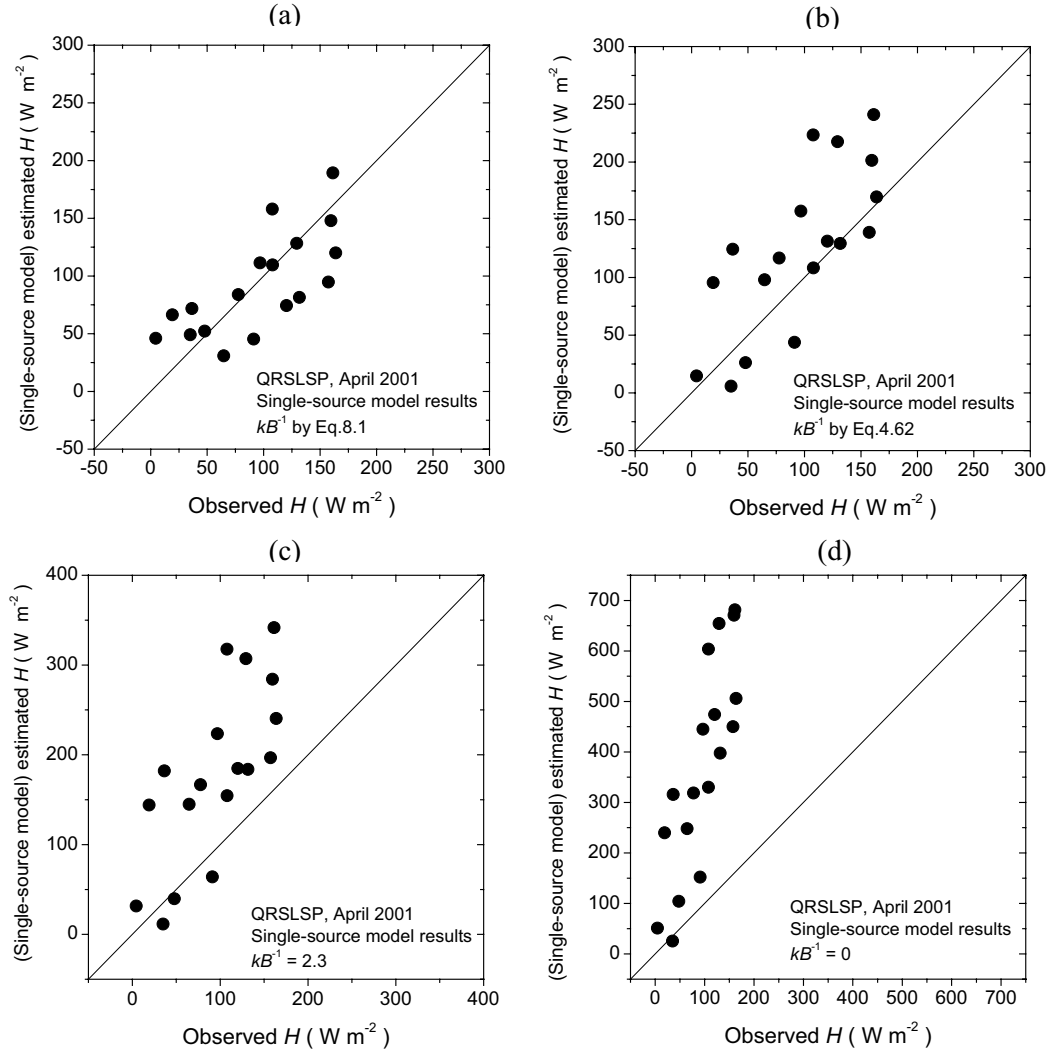 (a)
(Single-source model) estimated H ( W m-2 )
300
250
200
150
100
50
0
-50
-50 0 50 100 150 200 250 300
QRSLSP, April 2001
Single-source model results
kB-1 by Eq.8.1
Observed H ( W m-2 )
(b)
(Single-source model) estimated H ( W m-2 )
300
250
200
150
100
50
0
-50
-50 0 50 100 150 200 250 300
QRSLSP, April 2001
Single-source model results
kB-1 by Eq.4.62
Observed H ( W m-2 )
(c)
(Single-source model) estimated H ( W m-2 )
400
300
200
100
0
0 100 200 300 400
QRSLSP, April 2001
Single-source model results
kB-1 = 2.3
Observed H ( W m-2 )
(d)
(Single-source model) estimated H ( W m-2 )
700
600
500
400
300
200
100
0
0 100 200 300 400 500 600 700
QRSLSP, April 2001
Single-source model results
kB-1 = 0
Observed H ( W m-2 )